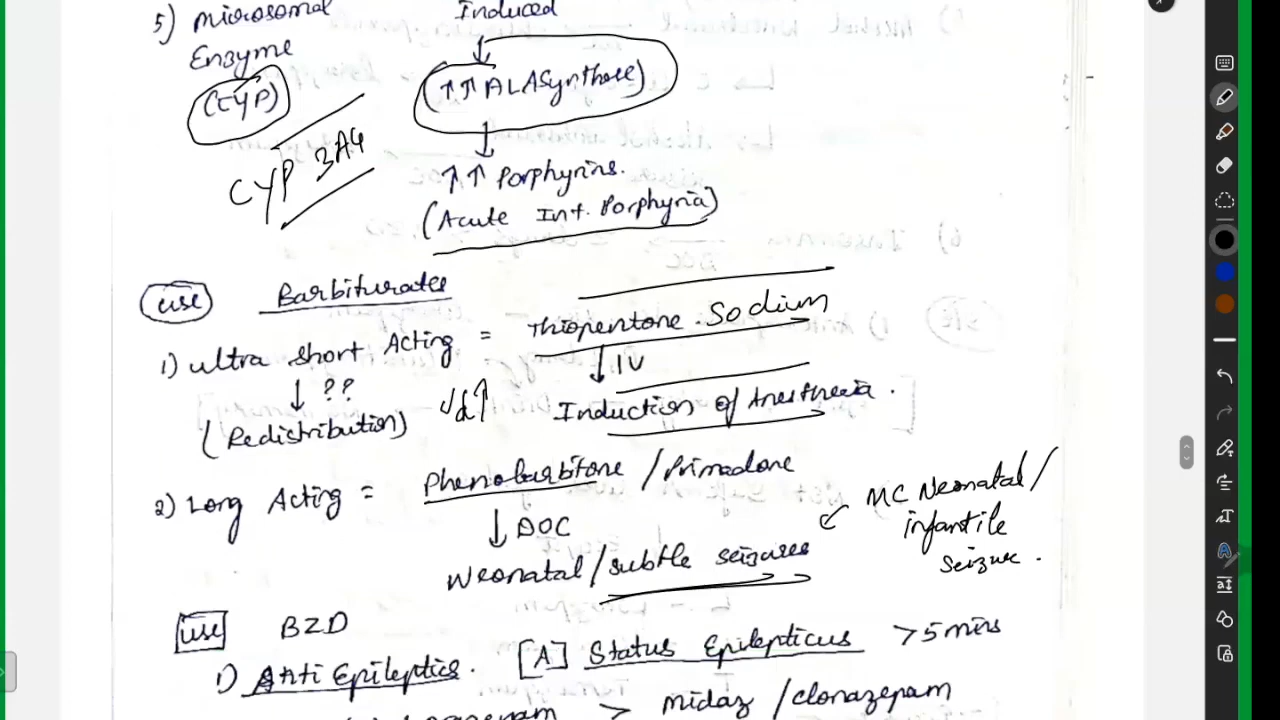 5) Microsomal Induced
Enzyme
(CYP) (↑↑ ALA Synthase)
CYP 3A4
↑↑ Porphyrins.
(Acute Int. Porphyria)
use Barbiturates
1) Ultra short Acting = Thiopentone Sodium
↓ ?? ↓ IV
(Redistribution) Vd↑ Induction of Anesthesia.
2) Long Acting = Phenobarbitone / Primadone
↓ DOC
Neonatal/subtle seizures
MC Neonatal/
infantile
seizure.
use BZD
1) Anti Epileptics. [A] Status Epilepticus >5 mins
> midaz / clonazepam